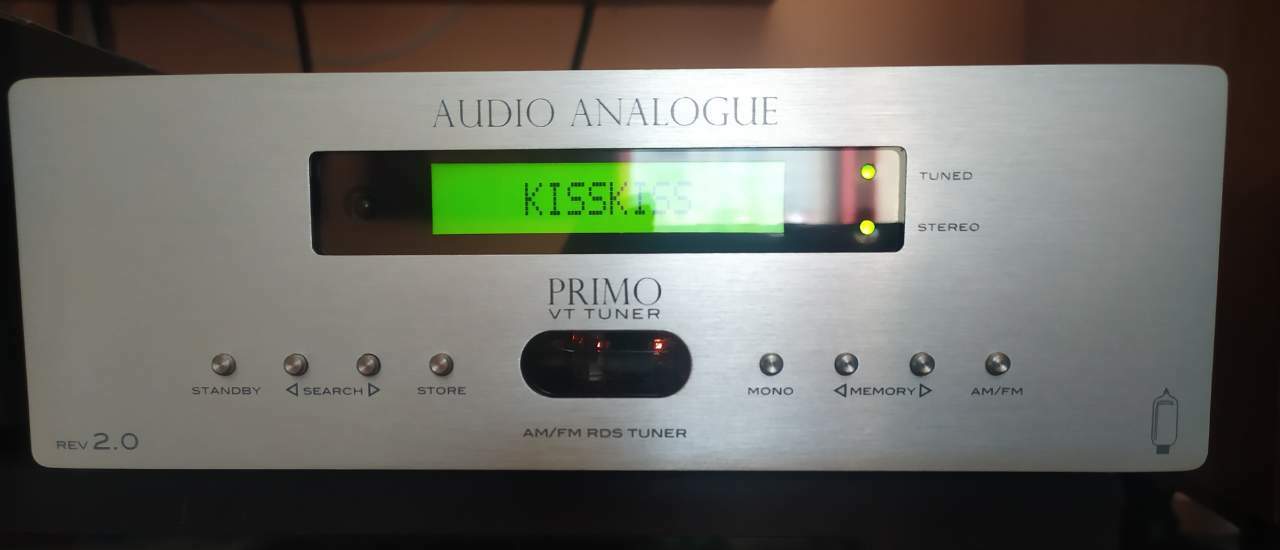 AUDIO ANALOGUE
KISSKISS
TUNED
STEREO
PRIMO
VT TUNER
STANDBY
SEARCH
STORE
MONO
MEMORY
AM/FM
AM/FM RDS TUNER
REV 2.0